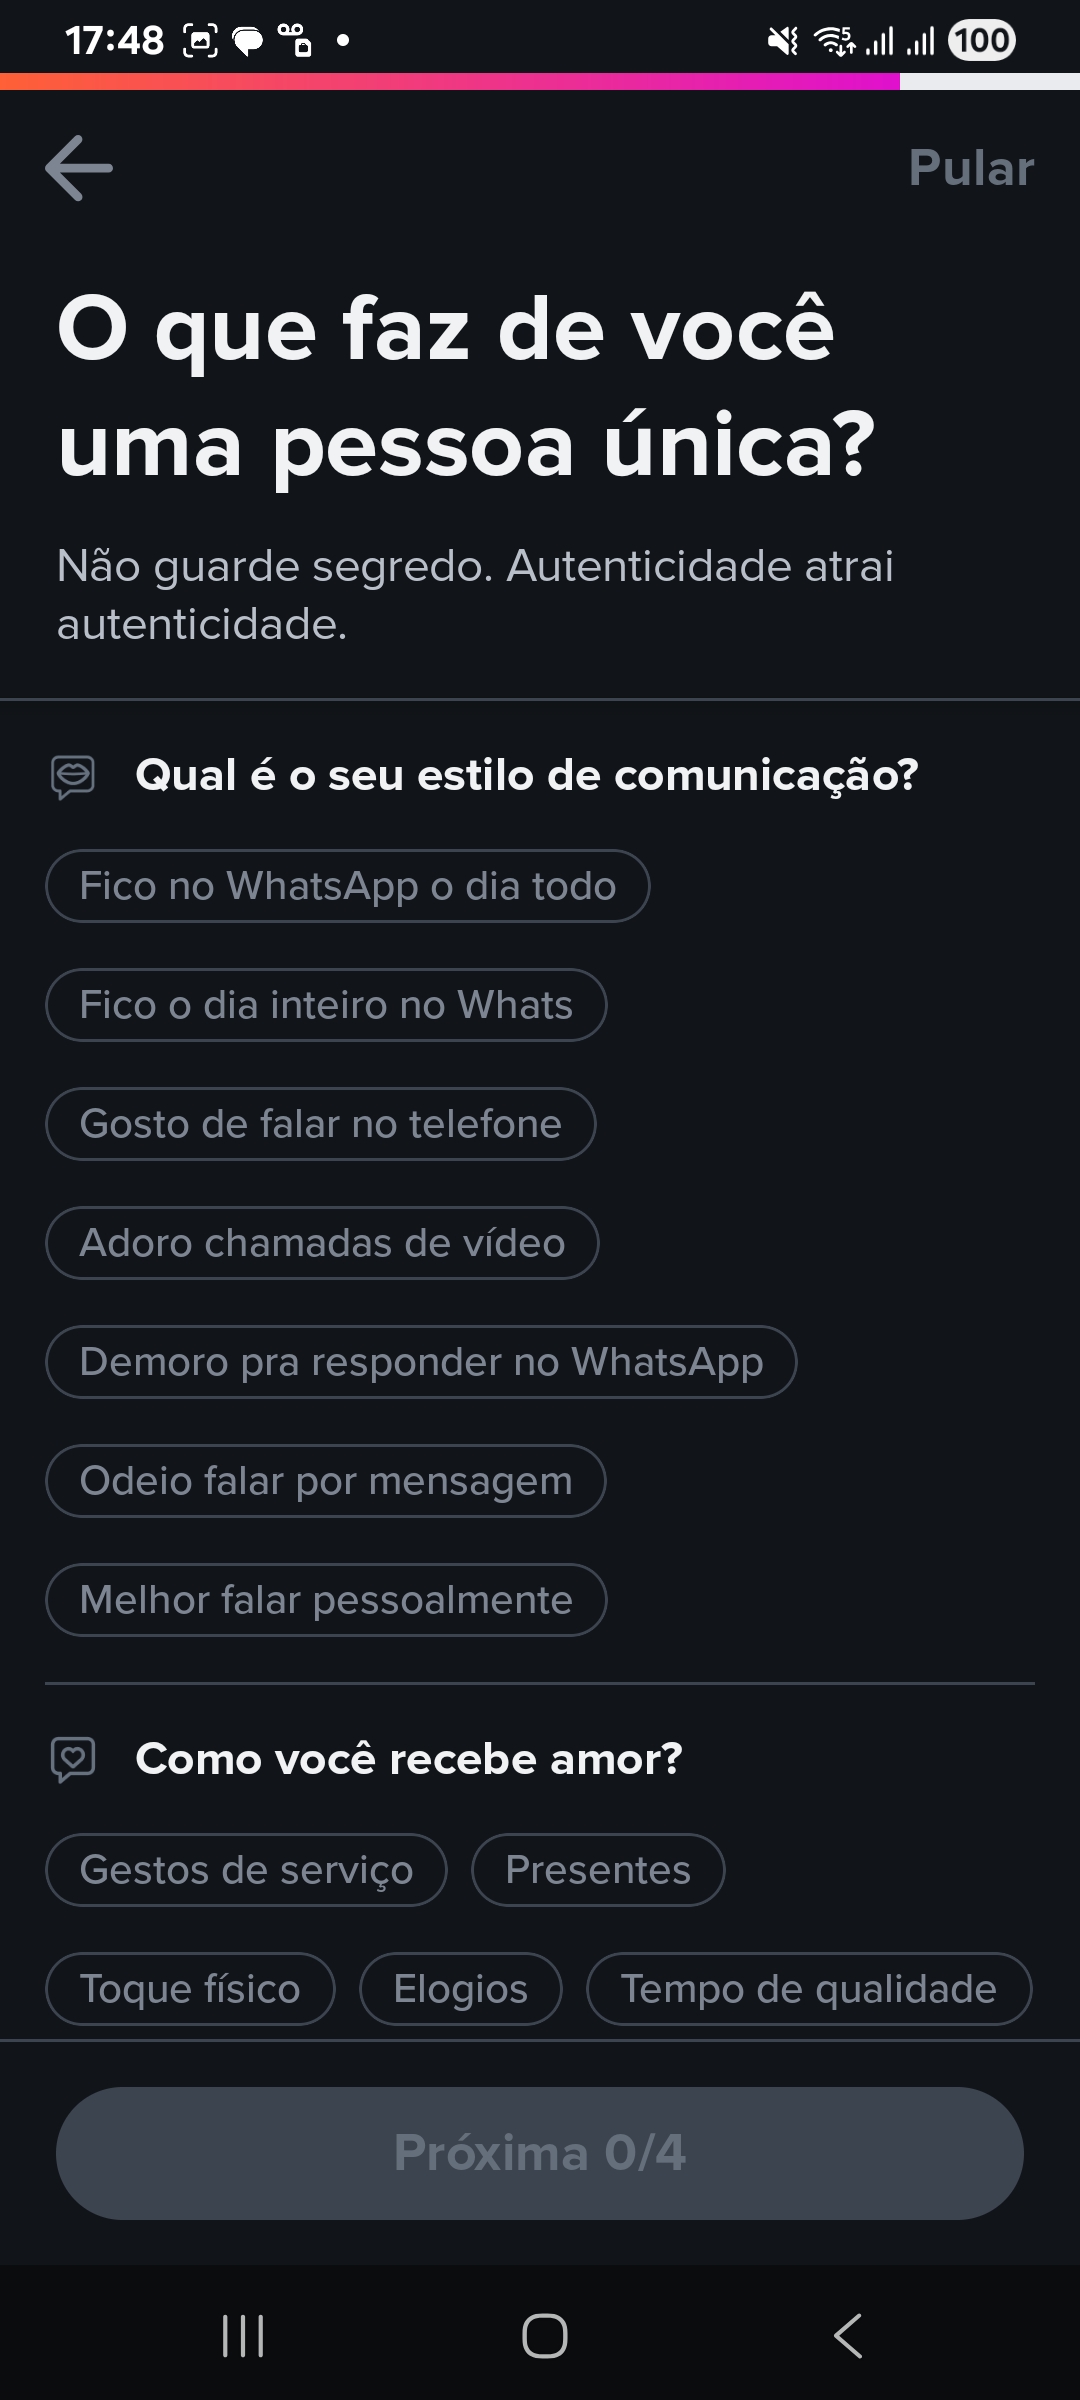 17:48
5
100
Pular
O que faz de você
uma pessoa única?
Não guarde segredo. Autenticidade atrai
autenticidade.
Qual é o seu estilo de comunicação?
Fico no WhatsApp o dia todo
Fico o dia inteiro no Whats
Gosto de falar no telefone
Adoro chamadas de vídeo
Demoro pra responder no WhatsApp
Odeio falar por mensagem
Melhor falar pessoalmente
Como você recebe amor?
Gestos de serviço Presentes
Toque físico Elogios Tempo de qualidade
Próxima 0/4